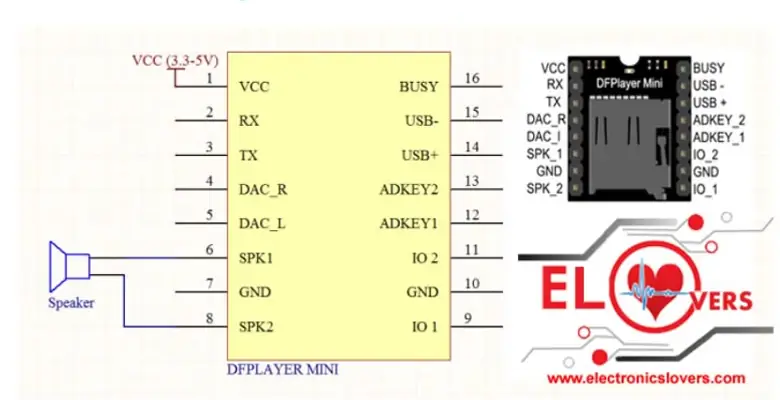 VCC (3.3-5V)
1 VCC BUSY 16
2 RX USB- 15
3 TX USB+ 14
4 DAC_R ADKEY2 13
5 DAC_L ADKEY1 12
6 SPK1 IO 2 11
7 GND GND 10
8 SPK2 IO 1 9
Speaker
DFPLAYER MINI
VCC BUSY
RX USB -
TX USB +
DAC_R ADKEY_2
DAC_I ADKEY_1
SPK_1 IO_2
GND GND
SPK_2 IO_1
DFPlayer Mini
EL VERS
www.electronicslovers.com